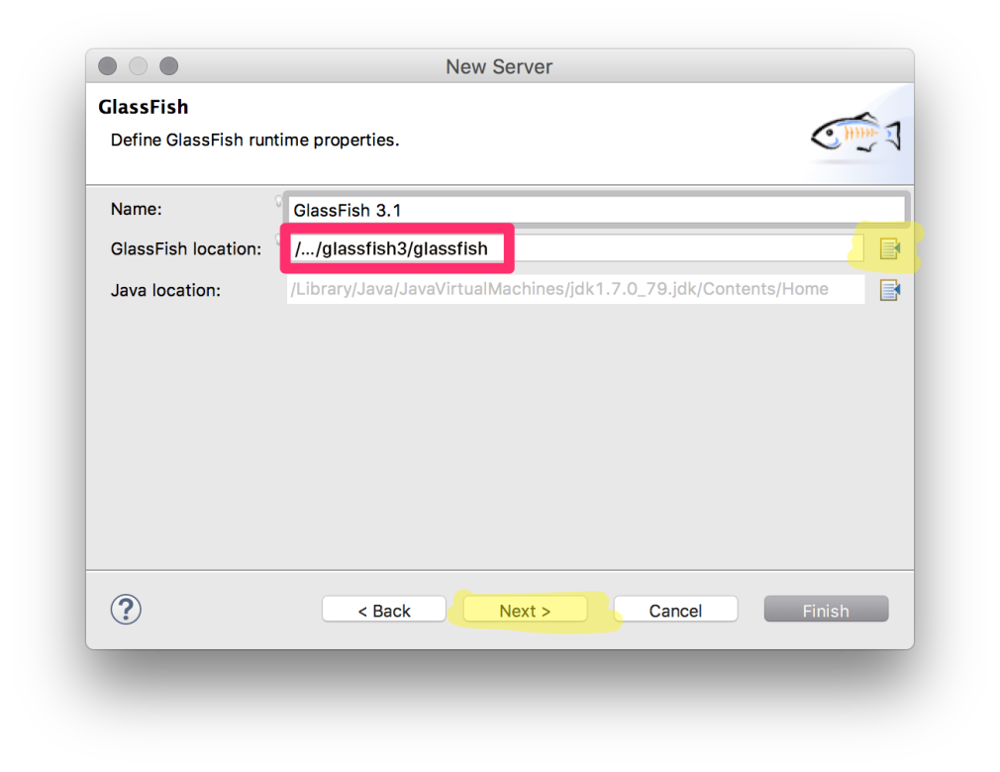 New Server
GlassFish
Define GlassFish runtime properties.
Name: GlassFish 3.1
GlassFish location: /.../glassfish3/glassfish
Java location: /Library/Java/JavaVirtualMachines/jdk1.7.0_79.jdk/Contents/Home
? < Back Next > Cancel Finish